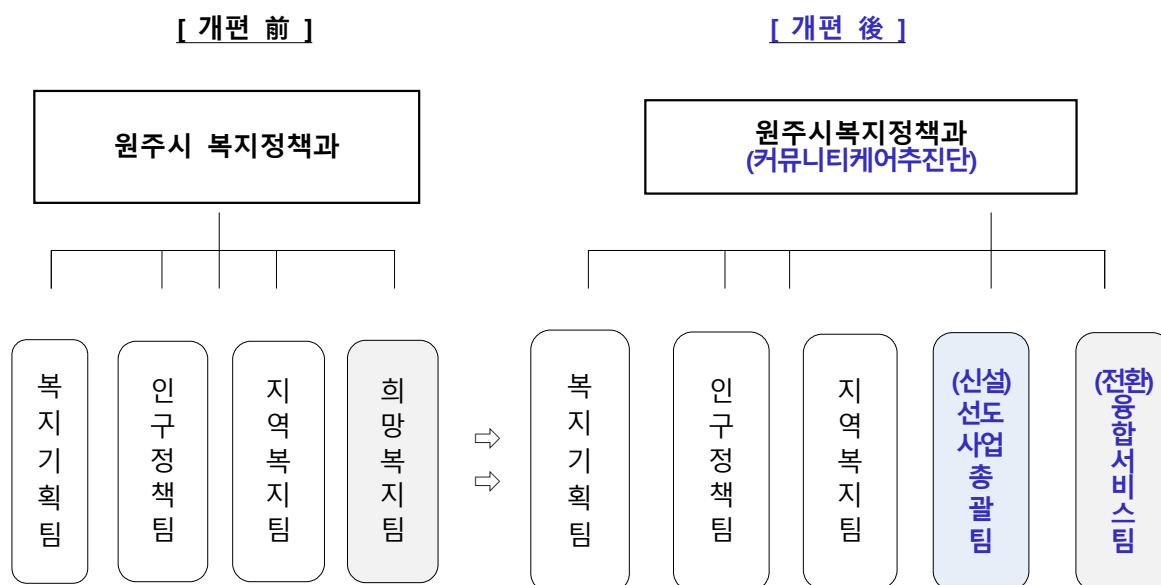 [ 개편 前 ]
[ 개편 後 ]
원주시 복지정책과
원주시복지정책과
(커뮤니티케어추진단)
복지기획팀
인구정책팀
지역복지팀
희망복지팀
⇨
⇨
복지기획팀
인구정책팀
지역복지팀
(신설)
선도
사업
총
괄
팀
(전환)
융합서비스팀